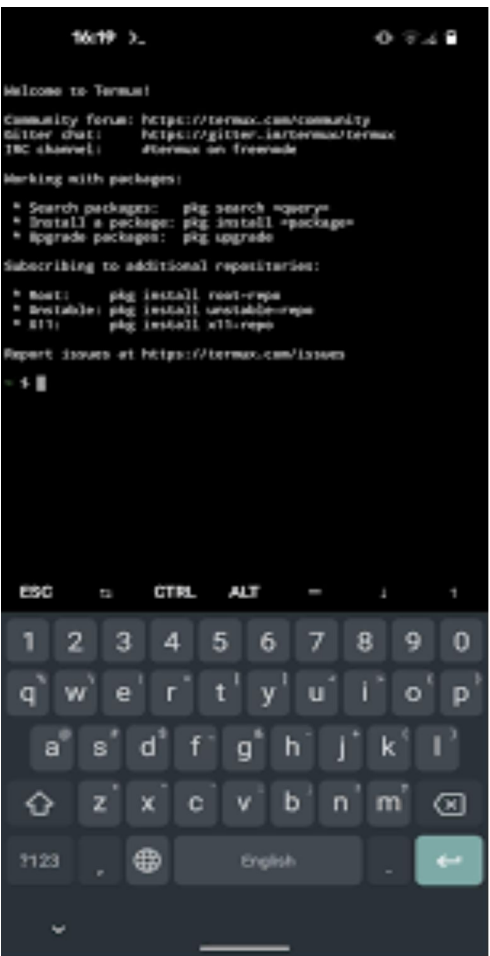 16:19
Welcome to Termux!
Community forum: https://termux.com/community
Gitter chat: https://gitter.im/termux/termux
IRC channel: #termux on freenode
Working with packages:
* Search packages: pkg search <query>
* Install a package: pkg install <package>
* Upgrade packages: pkg upgrade
Subscribing to additional repositories:
* Root: pkg install root-repo
* Unstable: pkg install unstable-repo
* X11: pkg install x11-repo
Report issues at https://termux.com/issues
~ $
ESC CTRL ALT
1 2 3 4 5 6 7 8 9 0
q w e r t y u i o p
a s d f g h j k l
z x c v b n m
?123 , English .